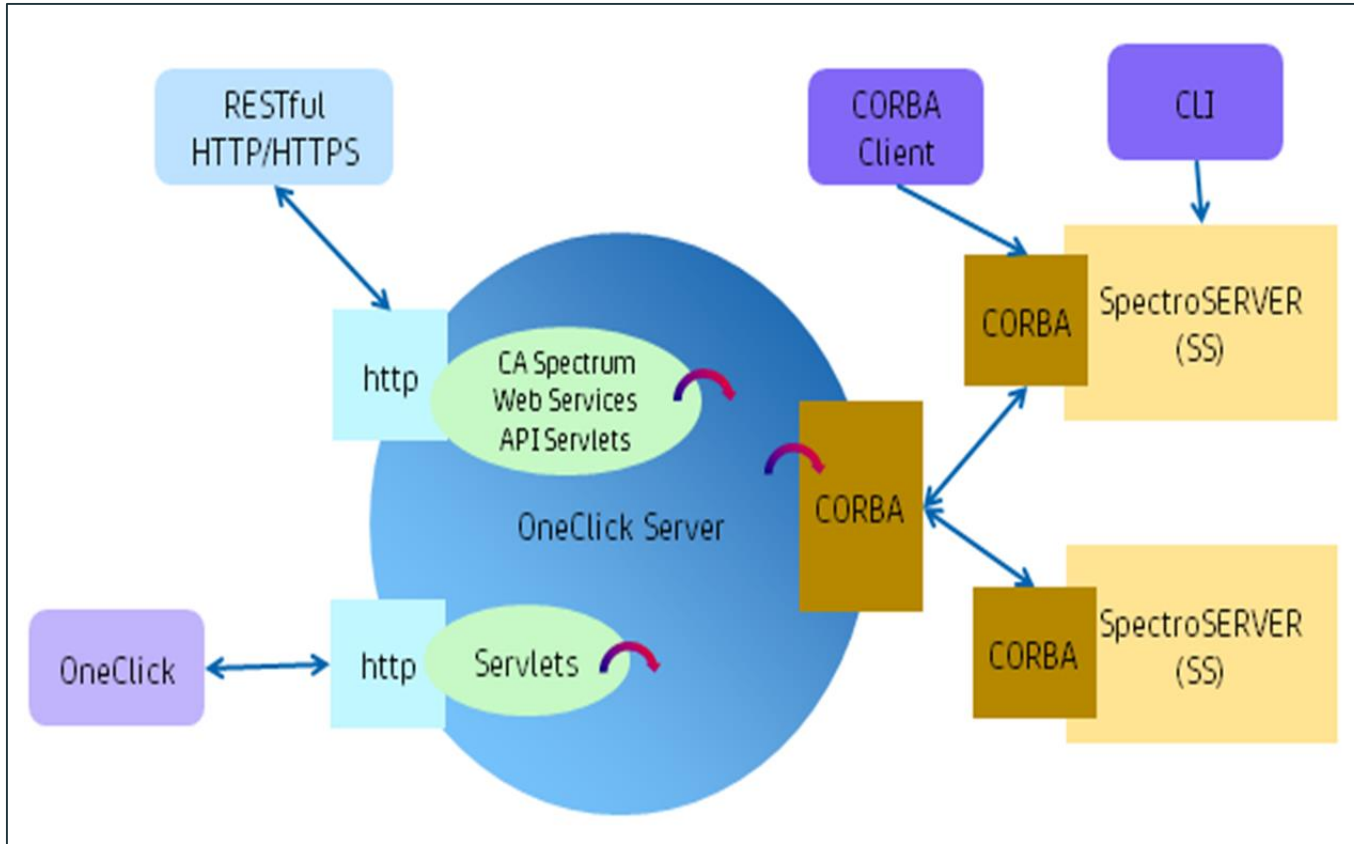 RESTful
HTTP/HTTPS
CORBA
Client
CLI
http
CA Spectrum
Web Services
API Servlets
CORBA
SpectroSERVER
(SS)
OneClick Server
CORBA
OneClick
http
Servlets
CORBA
SpectroSERVER
(SS)